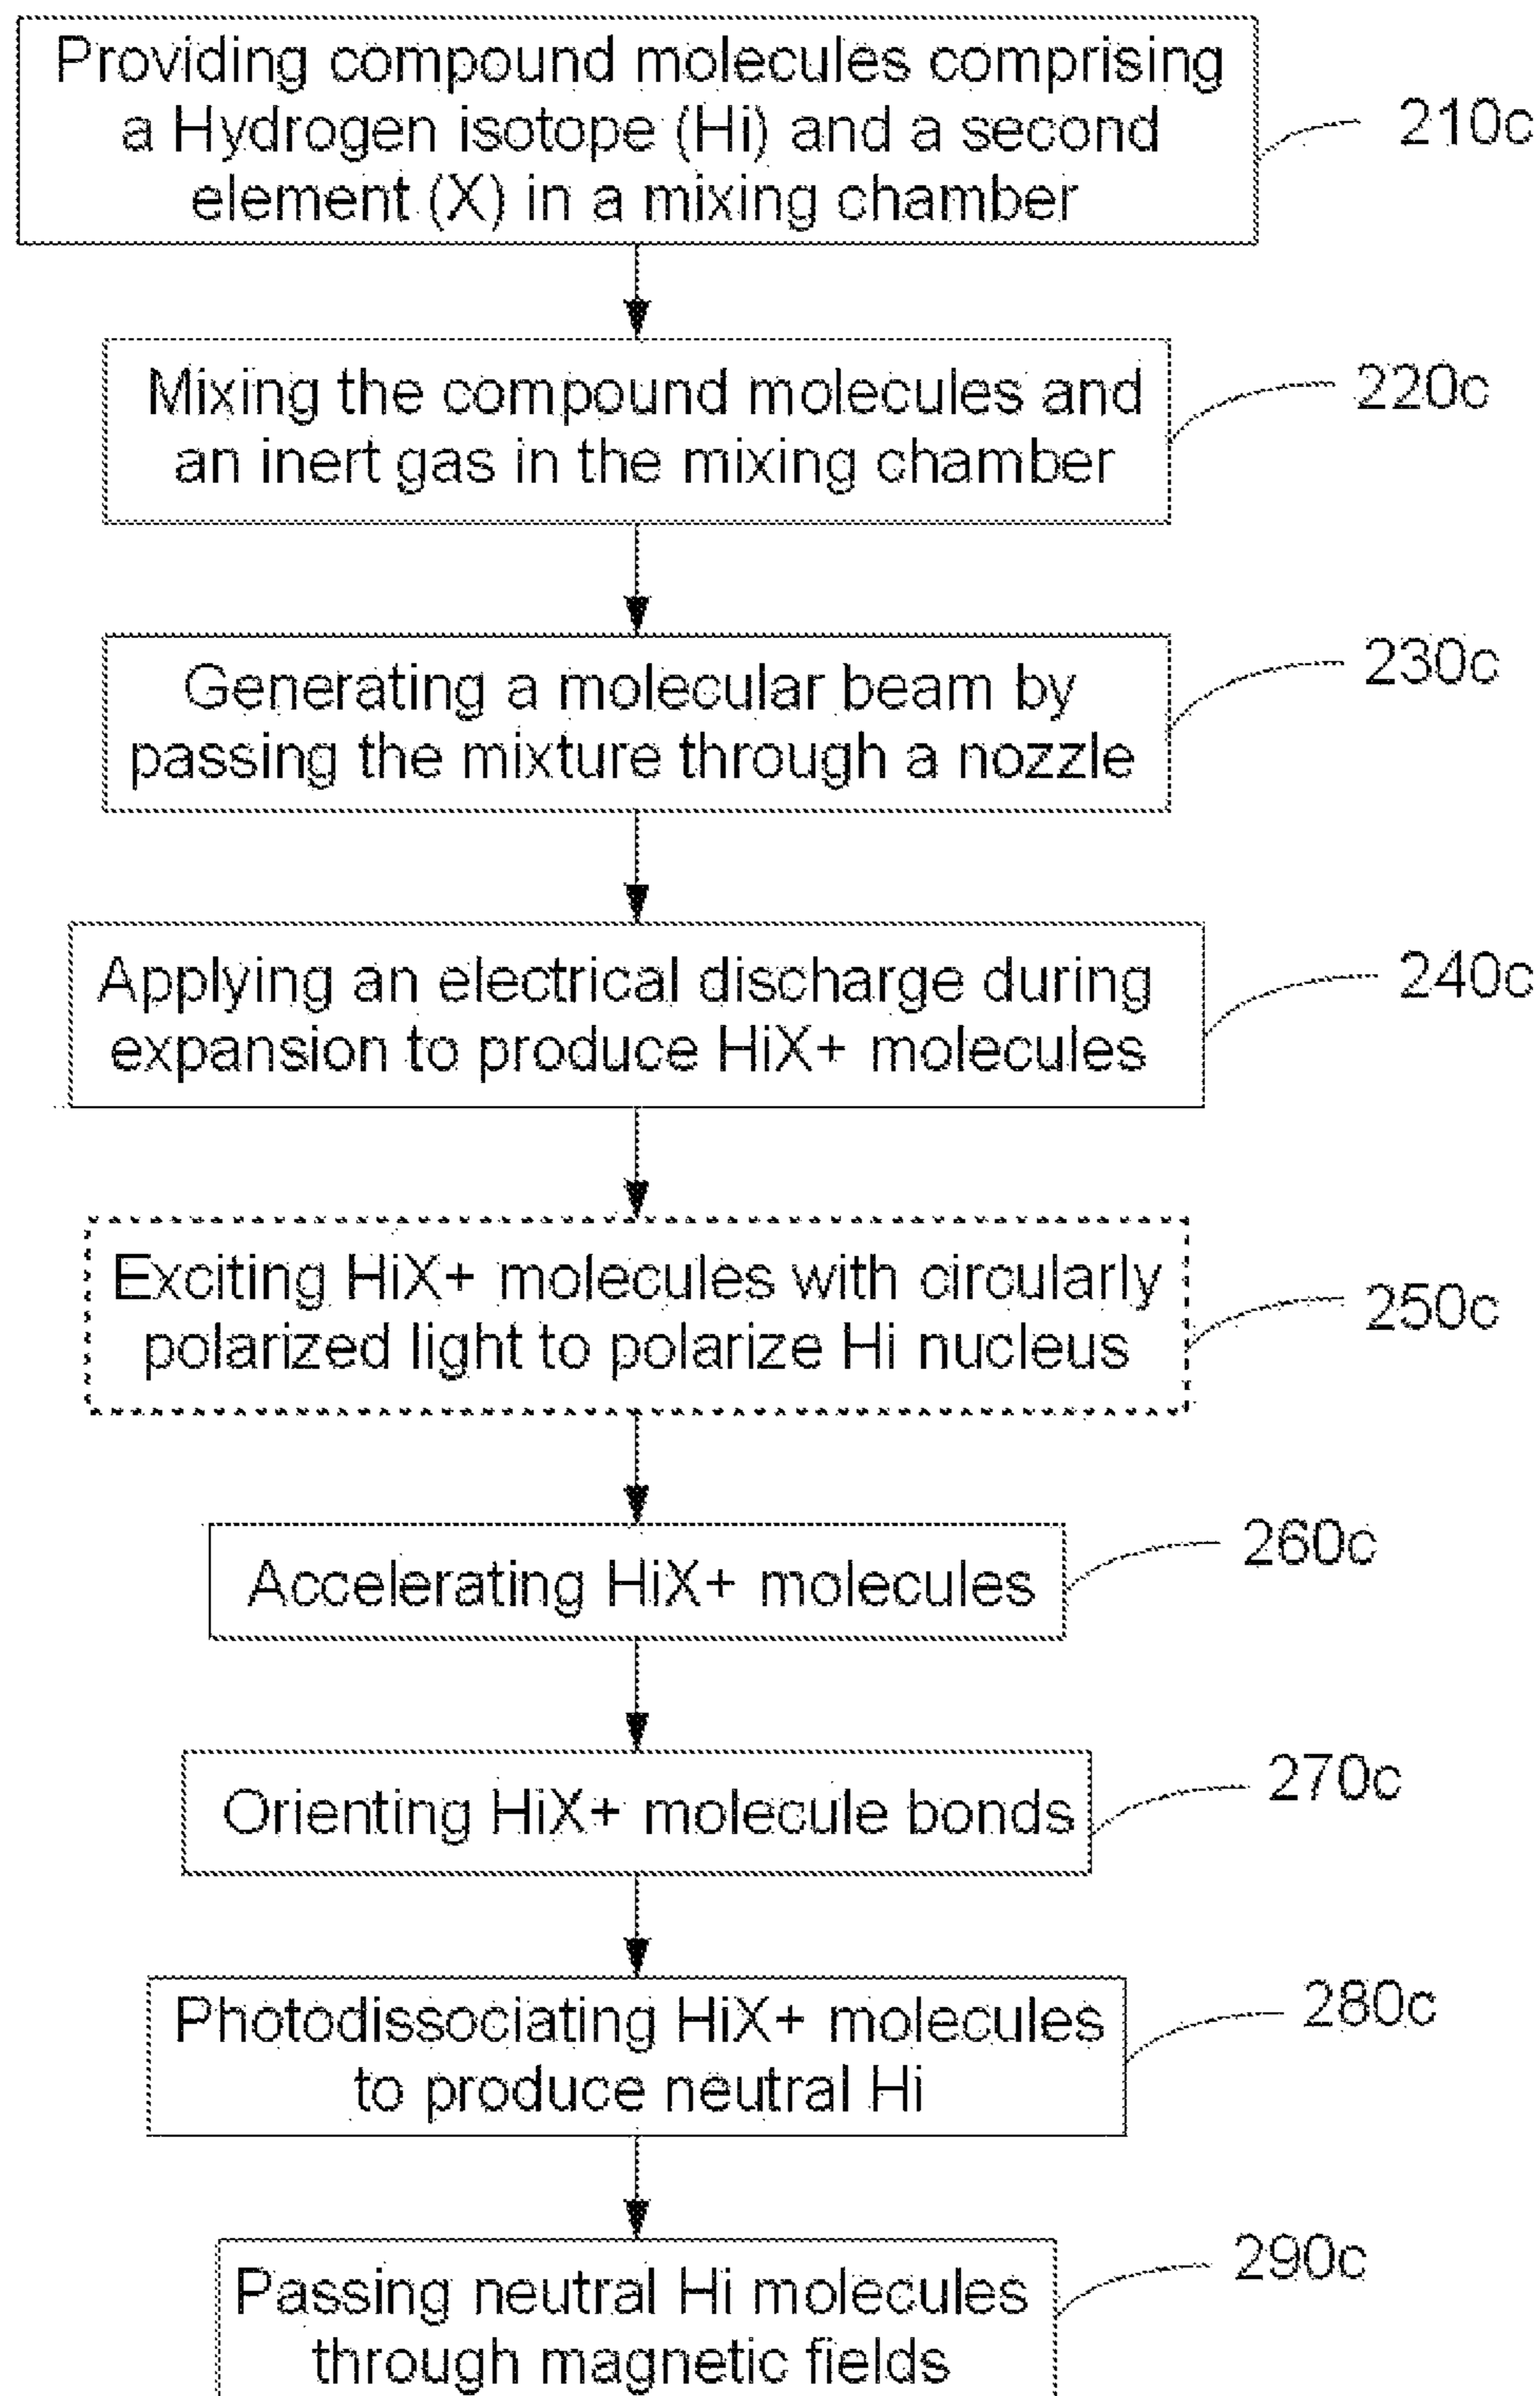 Providing compound molecules comprising
a Hydrogen isotope (Hi) and a second
element (X) in a mixing chamber
210c
Mixing the compound molecules and
an inert gas in the mixing chamber
220c
Generating a molecular beam by
passing the mixture through a nozzle
230c
Applying an electrical discharge during
expansion to produce HiX+ molecules
240c
Exciting HiX+ molecules with circularly
polarized light to polarize Hi nucleus
250c
Accelerating HiX+ molecules
260c
Orienting HiX+ molecule bonds
270c
Photodissociating HiX+ molecules
to produce neutral Hi
280c
Passing neutral Hi molecules
through magnetic fields
290c